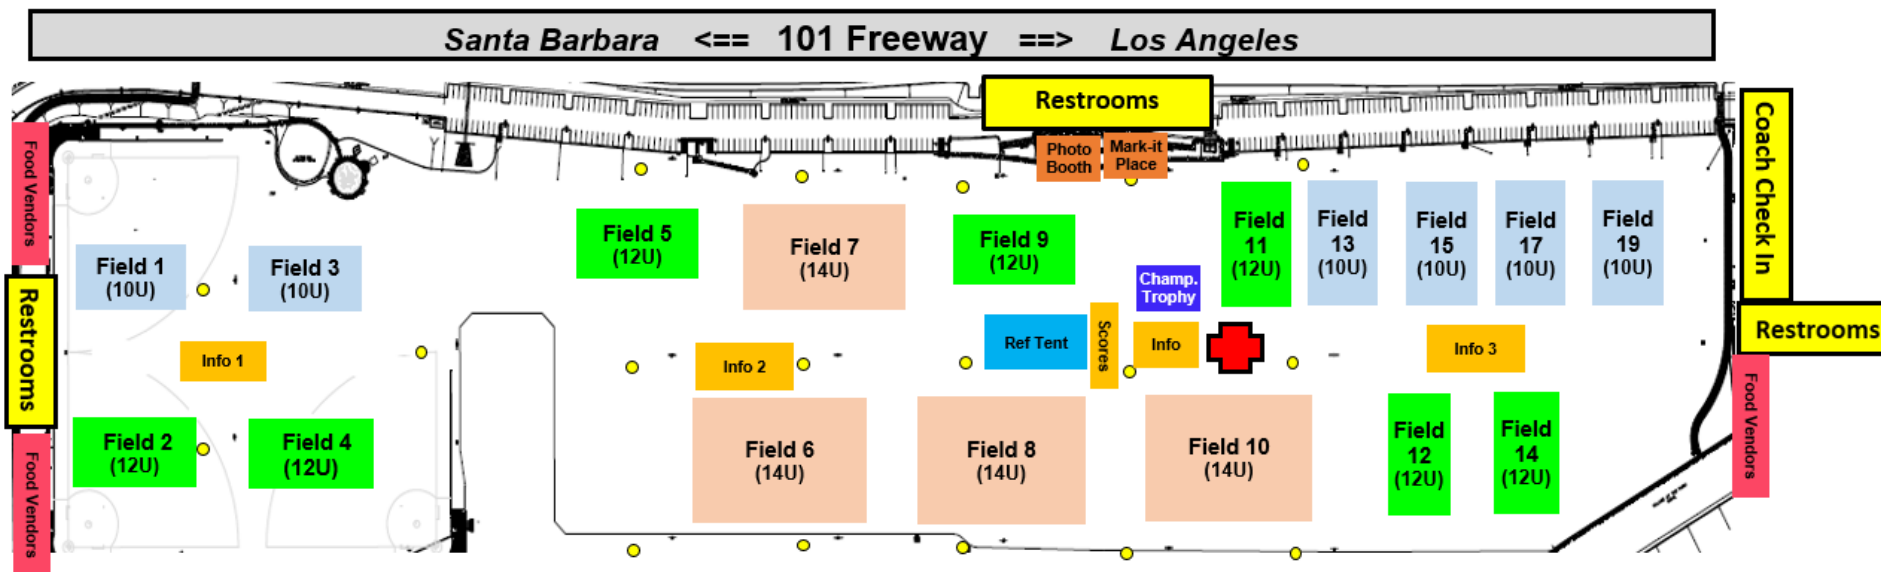 Santa Barbara <== 101 Freeway ==> Los Angeles
Restrooms
Photo
Booth
Mark-it
Place
Coach Check In
Restrooms
Food Vendors
Food Vendors
Restrooms
Food Vendors
Field 1
(10U)
Field 3
(10U)
Info 1
Field 2
(12U)
Field 4
(12U)
Field 5
(12U)
Field 7
(14U)
Field 9
(12U)
Field
11
(12U)
Field
13
(10U)
Field
15
(10U)
Field
17
(10U)
Field
19
(10U)
Champ.
Trophy
Info 2
Ref Tent
Scores
Info
Info 3
Field 6
(14U)
Field 8
(14U)
Field 10
(14U)
Field
12
(12U)
Field
14
(12U)